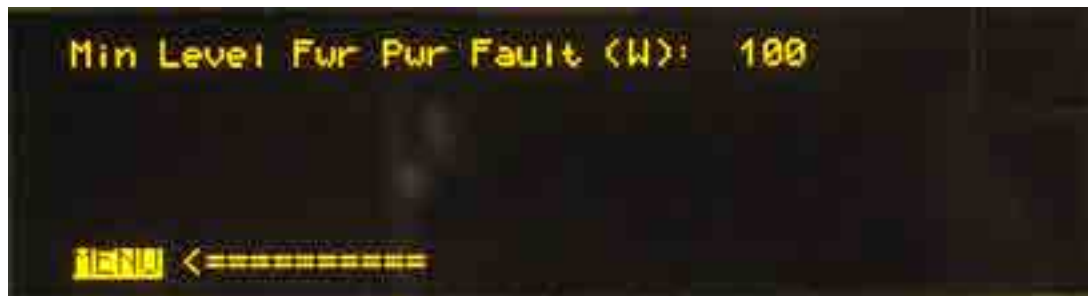 Min Level Fwr Pwr Fault (W): 100
MENU <==========